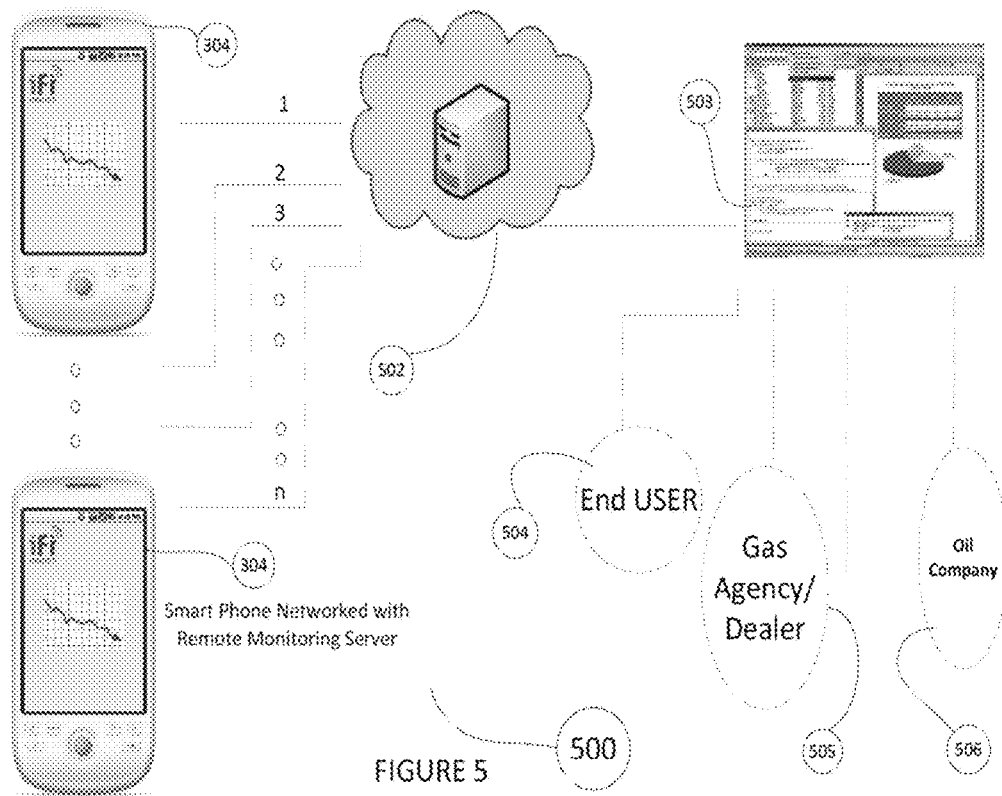 304
iFi
1
2
3
n
502
503
504
End USER
Gas
Agency/
Dealer
Oil
Company
iFi
304
Smart Phone Networked with
Remote Monitoring Server
505
506
500
FIGURE 5